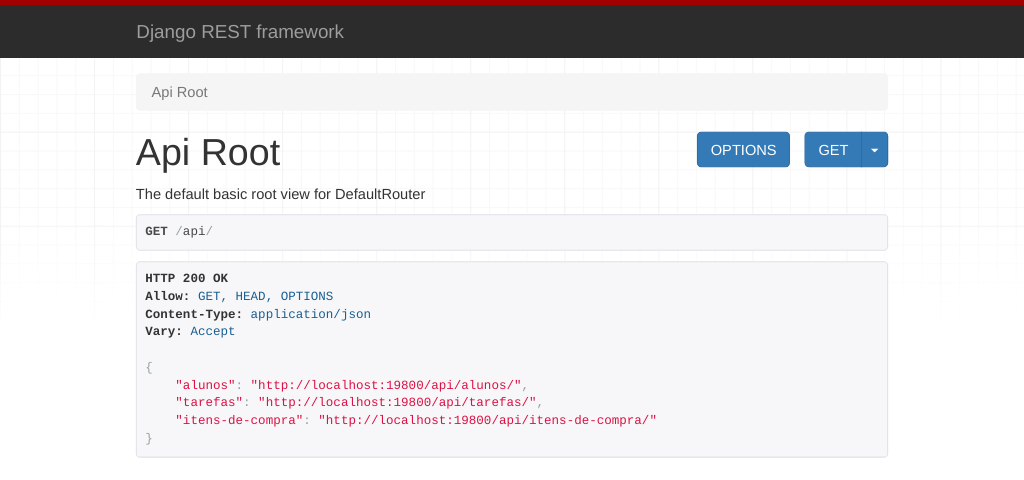 Django REST framework
Api Root
Api Root
OPTIONS
GET
The default basic root view for DefaultRouter
GET /api/
HTTP 200 OK
Allow: GET, HEAD, OPTIONS
Content-Type: application/json
Vary: Accept
{
    "alunos": "http://localhost:19800/api/alunos/",
    "tarefas": "http://localhost:19800/api/tarefas/",
    "itens-de-compra": "http://localhost:19800/api/itens-de-compra/"
}